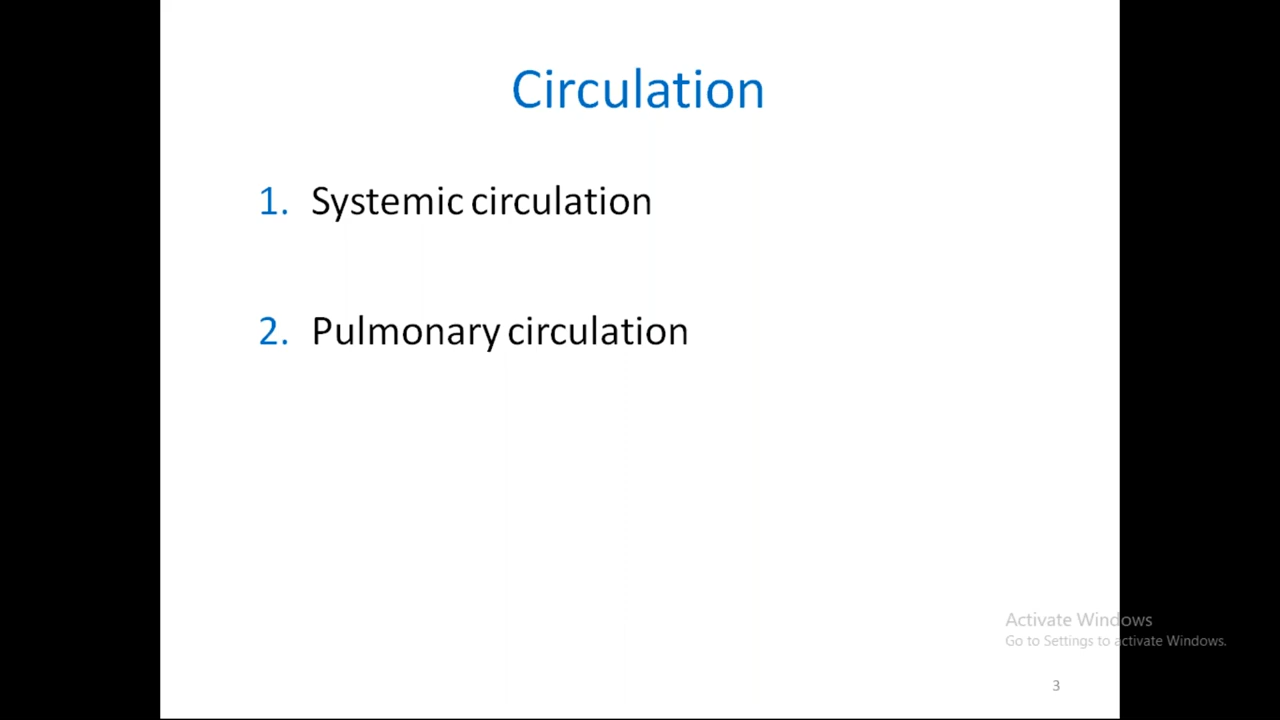 Circulation
1. Systemic circulation
2. Pulmonary circulation
Activate Windows
Go to Settings to activate Windows.
3